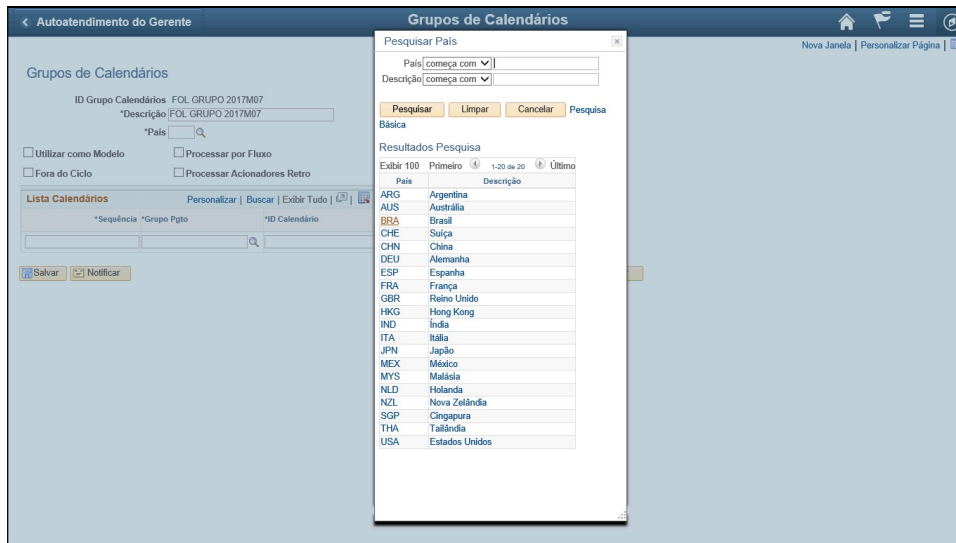 Autoatendimento do Gerente
Grupos de Calendários
Nova Janela | Personalizar Página |
Grupos de Calendários
ID Grupo Calendários FOL GRUPO 2017M07
*Descrição FOL GRUPO 2017M07
*País
Utilizar como Modelo Processar por Fluxo
Fora do Ciclo Processar Acionadores Retro
Lista Calendários Personalizar | Buscar | Exibir Tudo |
*Sequência *Grupo Pgto *ID Calendário
Salvar Notificar
Pesquisar País
País começa com
Descrição começa com
Pesquisar Limpar Cancelar Pesquisa
Básica
Resultados Pesquisa
Exibir 100 Primeiro 1-20 de 20 Último
País Descrição
ARG Argentina
AUS Austrália
BRA Brasil
CHE Suíça
CHN China
DEU Alemanha
ESP Espanha
FRA França
GBR Reino Unido
HKG Hong Kong
IND Índia
ITA Itália
JPN Japão
MEX México
MYS Malásia
NLD Holanda
NZL Nova Zelândia
SGP Cingapura
THA Tailândia
USA Estados Unidos